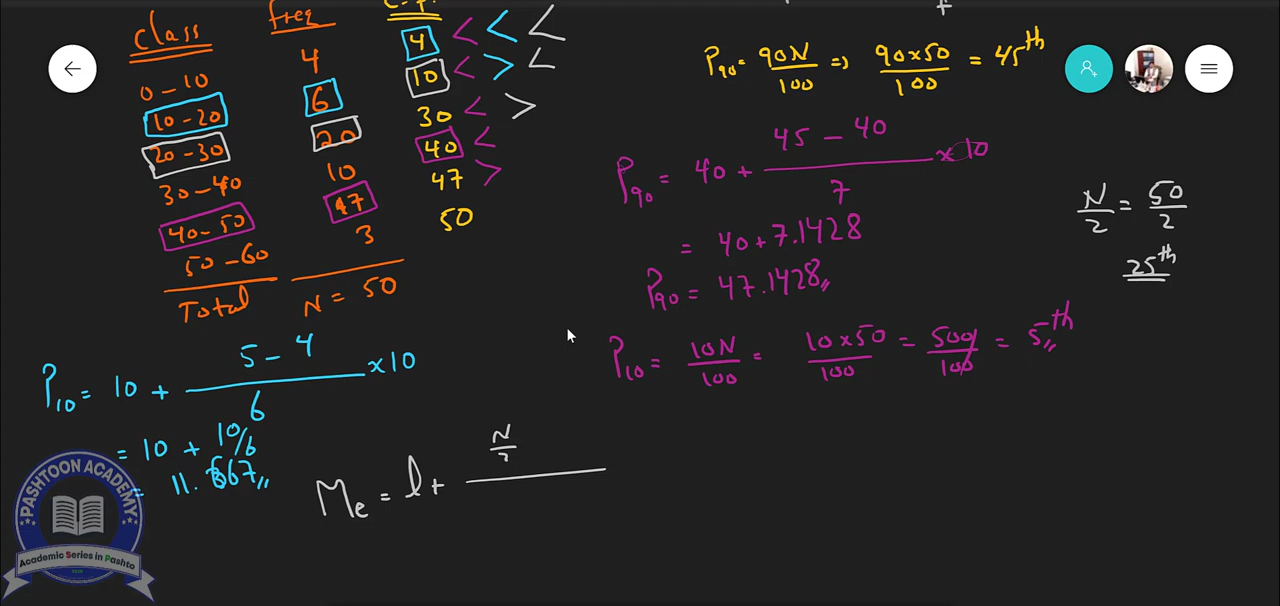 class freq
0-10 4 4 < < <
10-20 6 10 < > <
20-30 20 30 < >
30-40 10 40 <
40-50 7 47 >
50-60 3 50
Total N = 50
P90 = 90N/100 => 90×50/100 = 45th
P90 = 40 + (45 - 40)/7 × 10
= 40 + 7.1428
P90 = 47.1428,,
N/2 = 50/2
25th
P10 = 10N/100 = 10×50/100 = 500/100 = 5th,,
P10 = 10 + (5 - 4)/6 × 10
= 10 + 10/6
= 11.667,,
Me = l + N/2
PASHTOON ACADEMY
Academic Series in Pashto